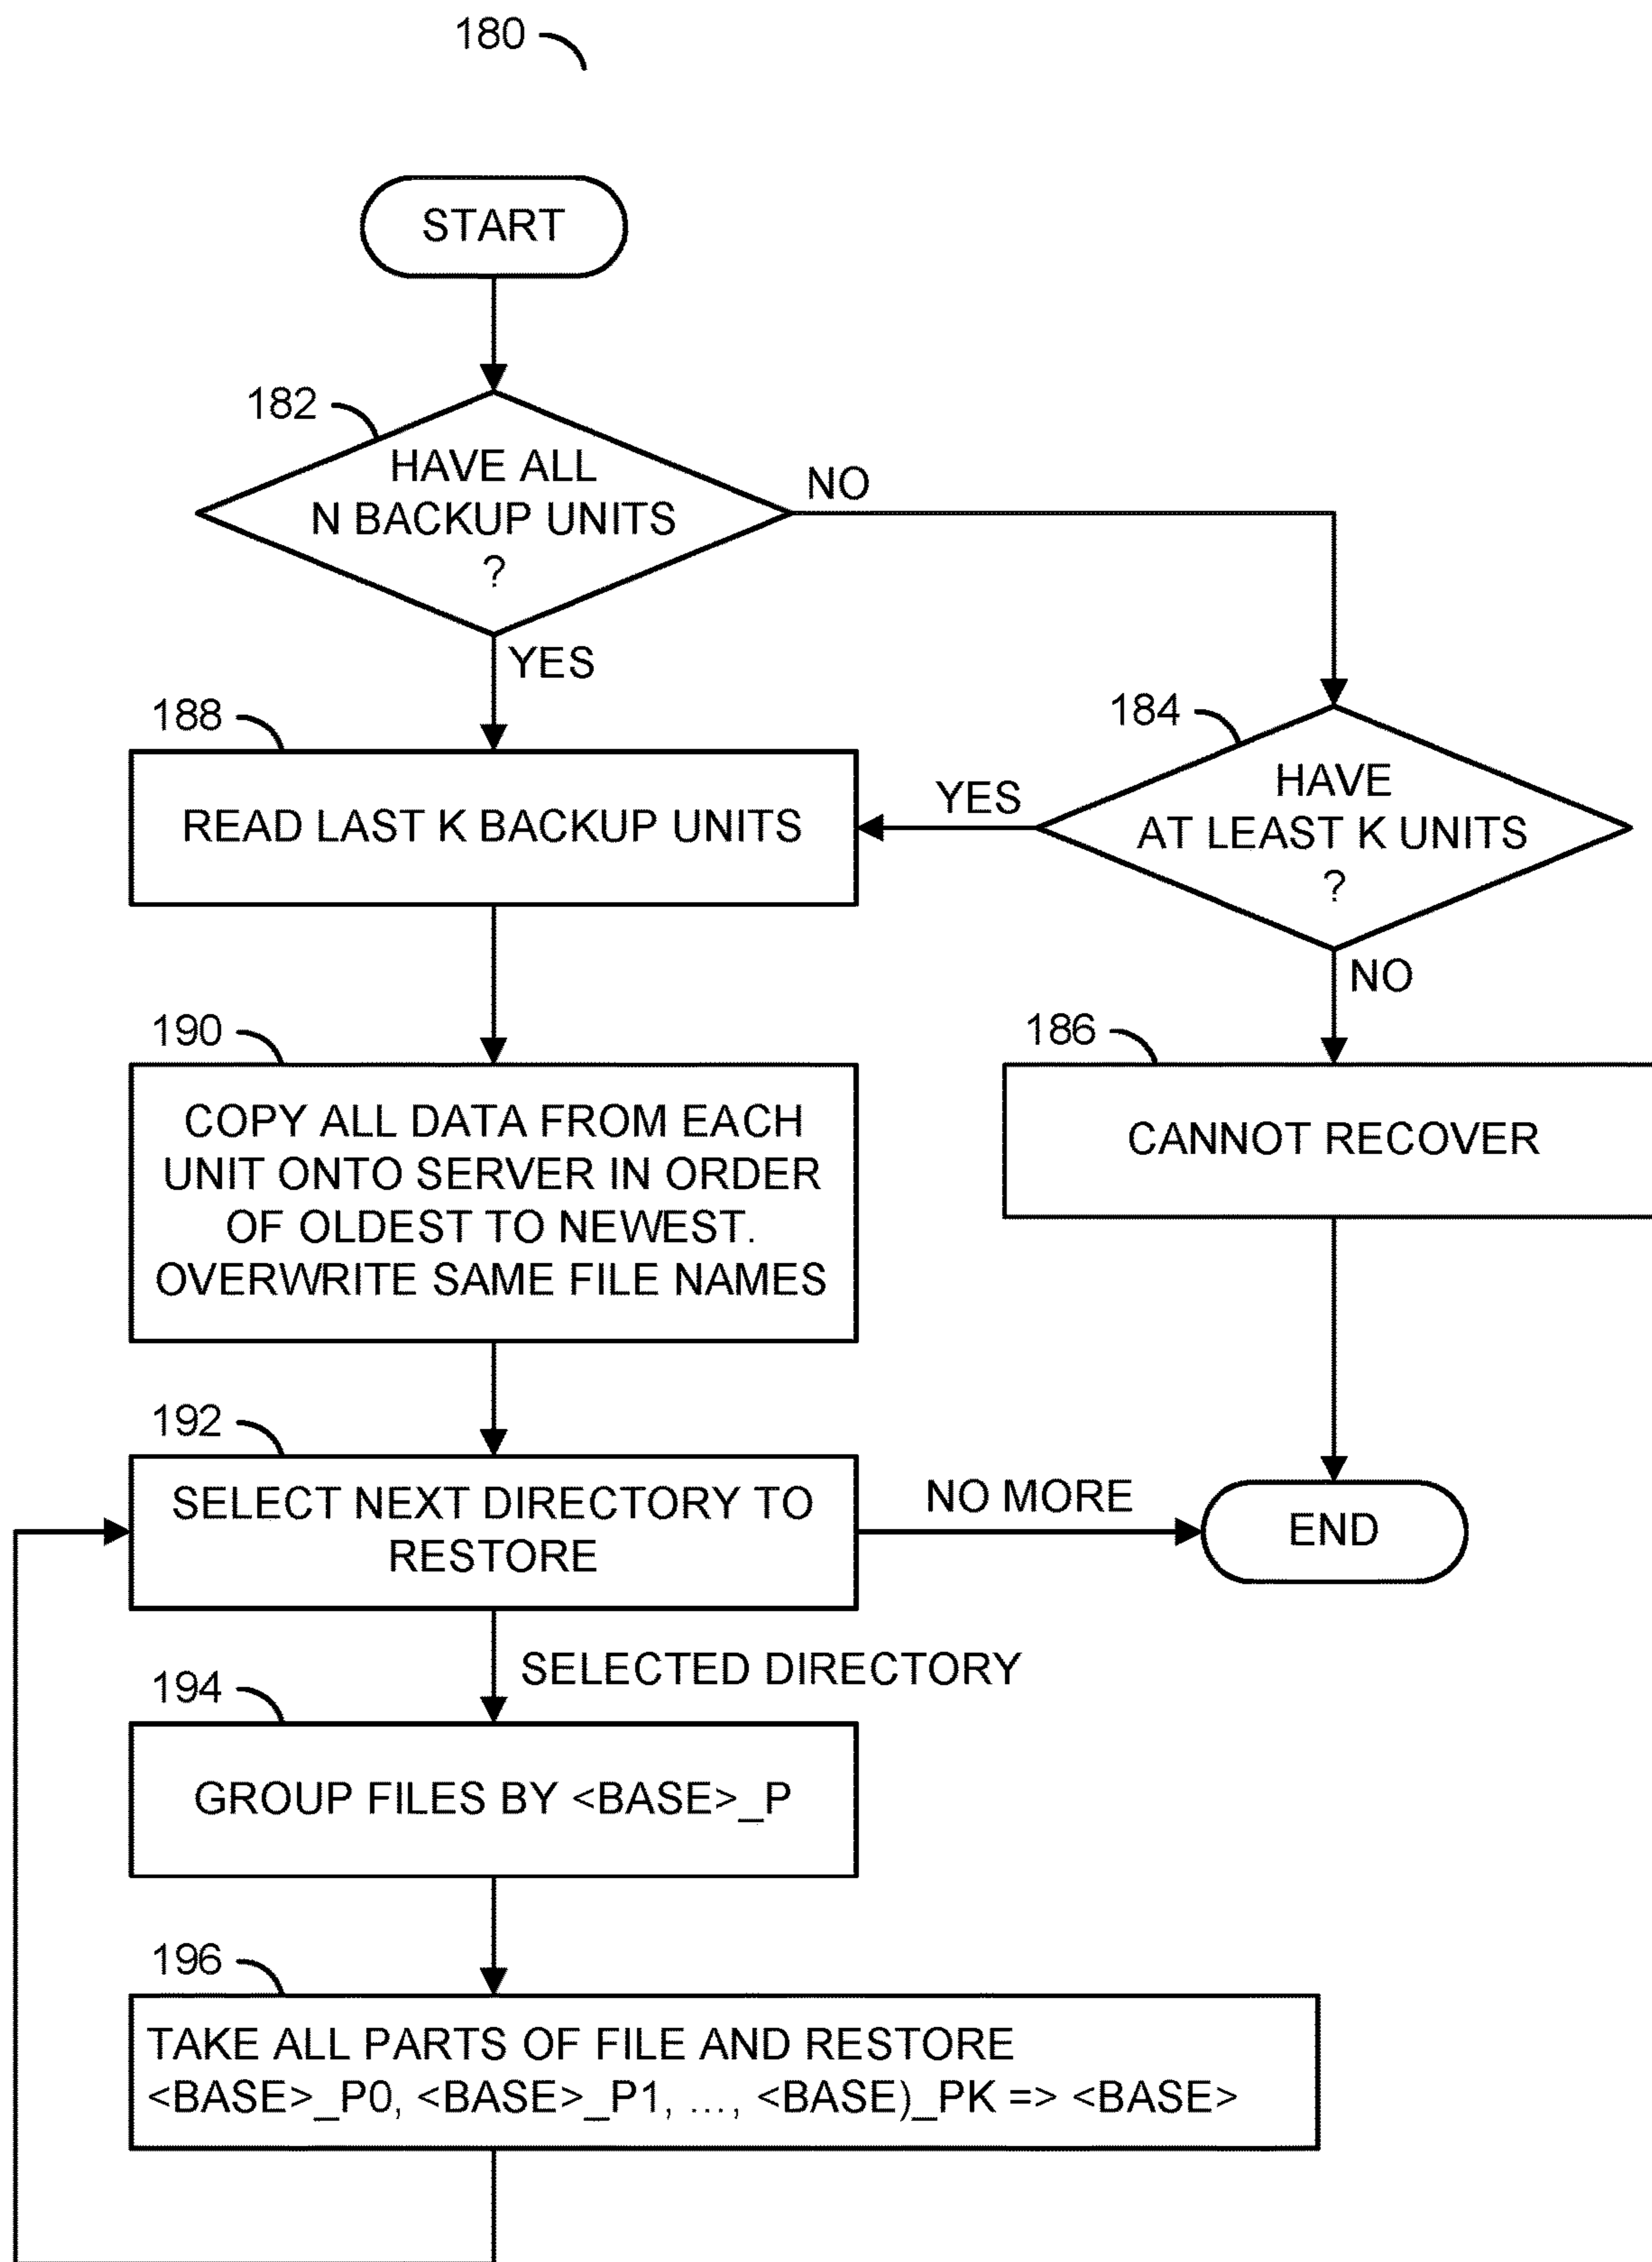 180
START
182
HAVE ALL
N BACKUP UNITS
?
NO
YES
188
READ LAST K BACKUP UNITS
184
HAVE
AT LEAST K UNITS
?
YES
NO
190
COPY ALL DATA FROM EACH
UNIT ONTO SERVER IN ORDER
OF OLDEST TO NEWEST.
OVERWRITE SAME FILE NAMES
186
CANNOT RECOVER
192
SELECT NEXT DIRECTORY TO
RESTORE
NO MORE
END
SELECTED DIRECTORY
194
GROUP FILES BY <BASE>_P
196
TAKE ALL PARTS OF FILE AND RESTORE
<BASE>_P0, <BASE>_P1, ..., <BASE)_PK => <BASE>